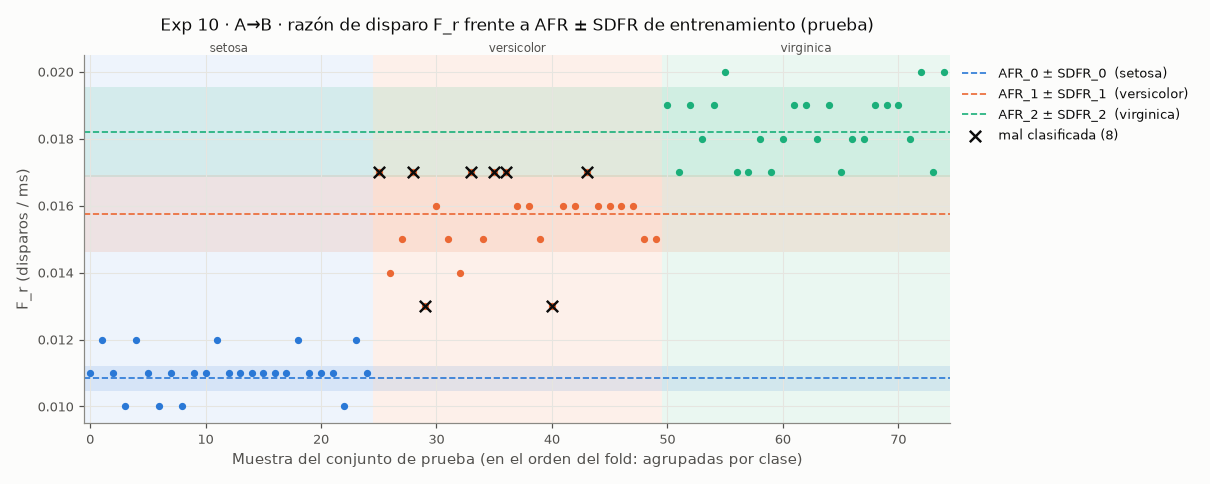 Exp 10 · A→B · razón de disparo F_r frente a AFR ± SDFR de entrenamiento (prueba)
setosa
versicolor
virginica
F_r (disparos / ms)
0.020
0.018
0.016
0.014
0.012
0.010
0
10
20
30
40
50
60
70
Muestra del conjunto de prueba (en el orden del fold: agrupadas por clase)
AFR_0 ± SDFR_0 (setosa)
AFR_1 ± SDFR_1 (versicolor)
AFR_2 ± SDFR_2 (virginica)
mal clasificada (8)